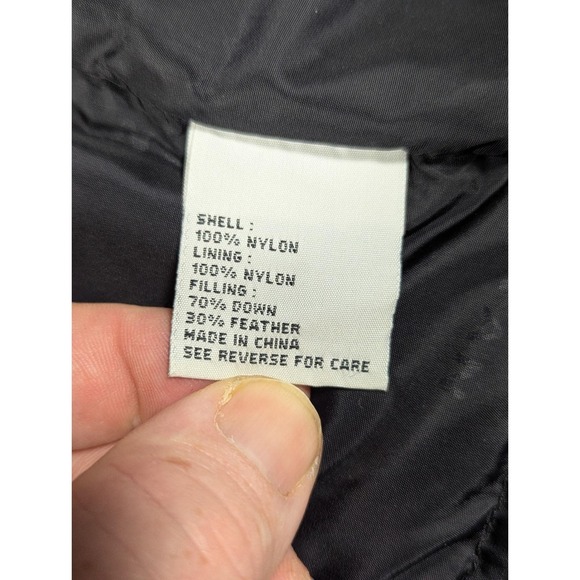 SHELL :
100% NYLON
LINING :
100% NYLON
FILLING :
70% DOWN
30% FEATHER
MADE IN CHINA
SEE REVERSE FOR CARE